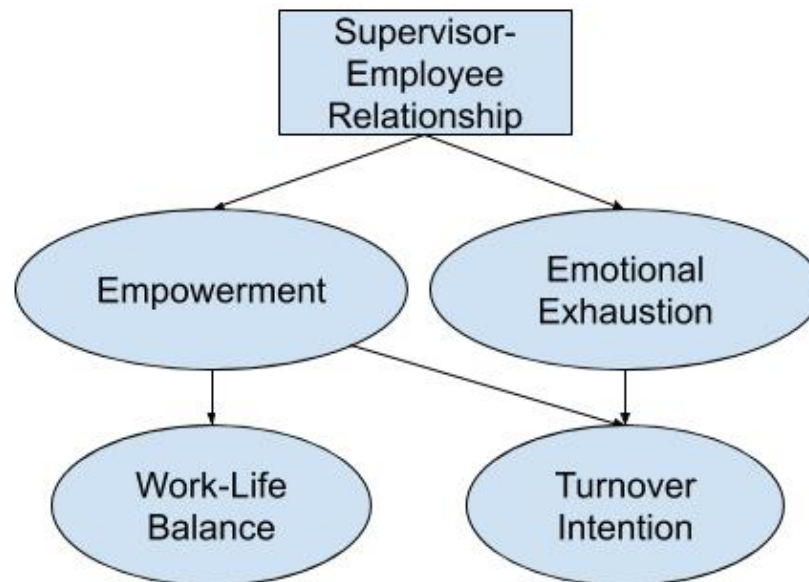 Supervisor-
Employee
Relationship
Empowerment
Emotional
Exhaustion
Work-Life
Balance
Turnover
Intention